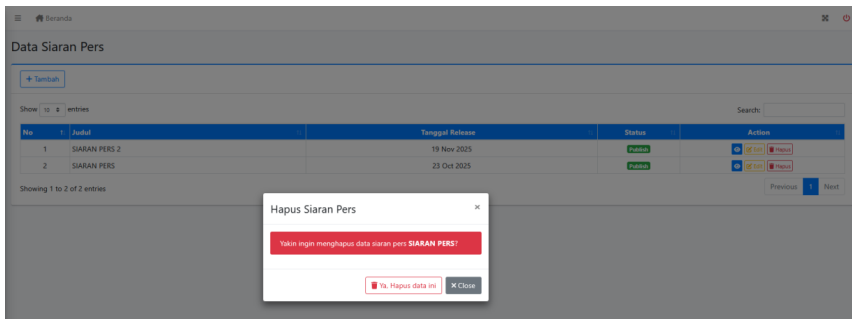 Beranda
Data Siaran Pers
+ Tambah
Show 10 entries
Search:
No Judul Tanggal Release Status Action
1 SIARAN PERS 2 19 Nov 2025 Publish Edit Hapus
2 SIARAN PERS 23 Oct 2025 Publish Edit Hapus
Showing 1 to 2 of 2 entries
Previous 1 Next
Hapus Siaran Pers ×
Yakin ingin menghapus data siaran pers SIARAN PERS?
Ya, Hapus data ini × Close